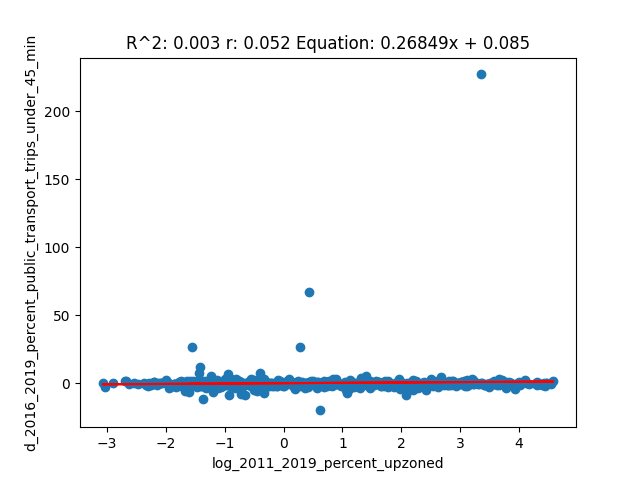 R^2: 0.003 r: 0.052 Equation: 0.26849x + 0.085
d_2016_2019_percent_public_transport_trips_under_45_min
200
150
100
50
0
−3 −2 −1 0 1 2 3 4
log_2011_2019_percent_upzoned